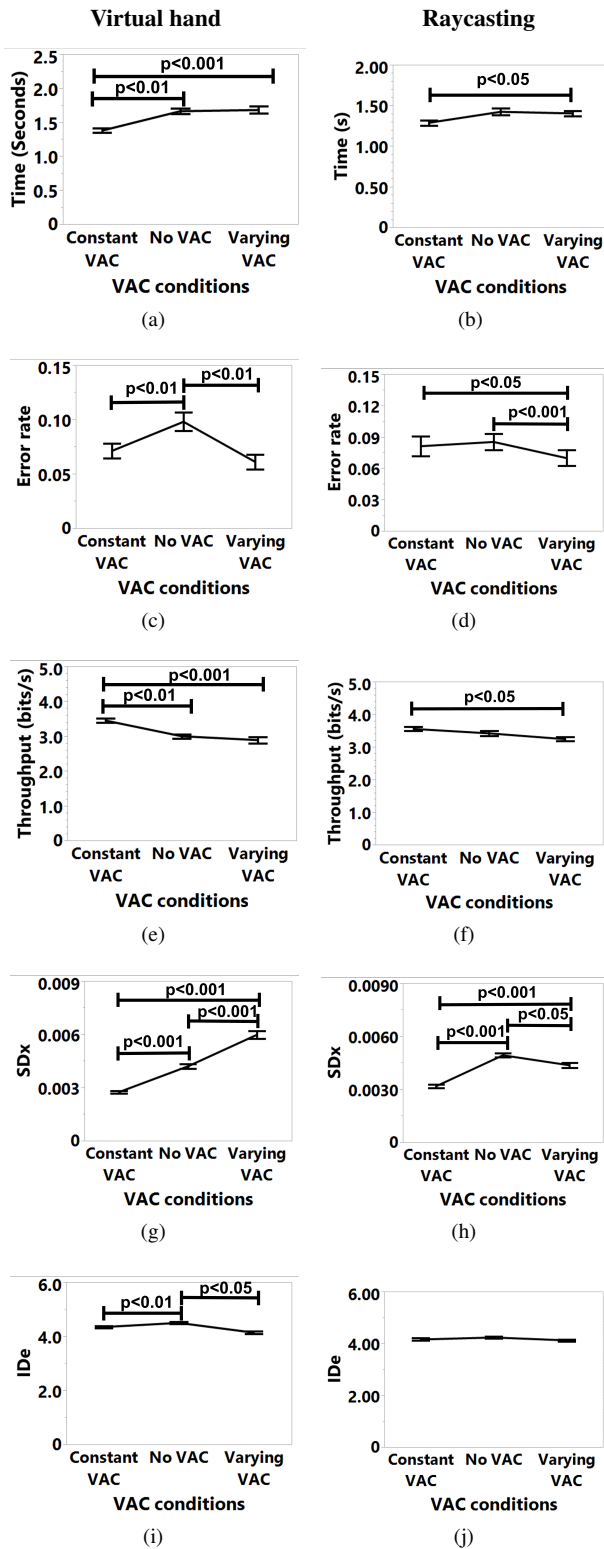 Virtual hand
Raycasting
2.5
2.0
1.5
1.0
0.5
0
Time (Seconds)
p<0.001
p<0.01
Constant VAC
No VAC
Varying VAC
VAC conditions
(a)
2.00
1.50
1.00
0.50
0
Time (s)
p<0.05
Constant VAC
No VAC
Varying VAC
VAC conditions
(b)
0.15
0.10
0.05
0
Error rate
p<0.01
p<0.01
Constant VAC
No VAC
Varying VAC
VAC conditions
(c)
0.15
0.12
0.09
0.06
0.03
0
Error rate
p<0.05
p<0.001
Constant VAC
No VAC
Varying VAC
VAC conditions
(d)
5.0
4.0
3.0
2.0
1.0
0
Throughput (bits/s)
p<0.001
p<0.01
Constant VAC
No VAC
Varying VAC
VAC conditions
(e)
5.0
4.0
3.0
2.0
1.0
0
Throughput (bits/s)
p<0.05
Constant VAC
No VAC
Varying VAC
VAC conditions
(f)
0.009
0.006
0.003
0
SDx
p<0.001
p<0.001
p<0.001
Constant VAC
No VAC
Varying VAC
VAC conditions
(g)
0.0090
0.0060
0.0030
0
SDx
p<0.001
p<0.05
p<0.001
Constant VAC
No VAC
Varying VAC
VAC conditions
(h)
6.0
4.0
2.0
0
IDe
p<0.05
p<0.01
Constant VAC
No VAC
Varying VAC
VAC conditions
(i)
6.00
4.00
2.00
0
IDe
Constant VAC
No VAC
Varying VAC
VAC conditions
(j)